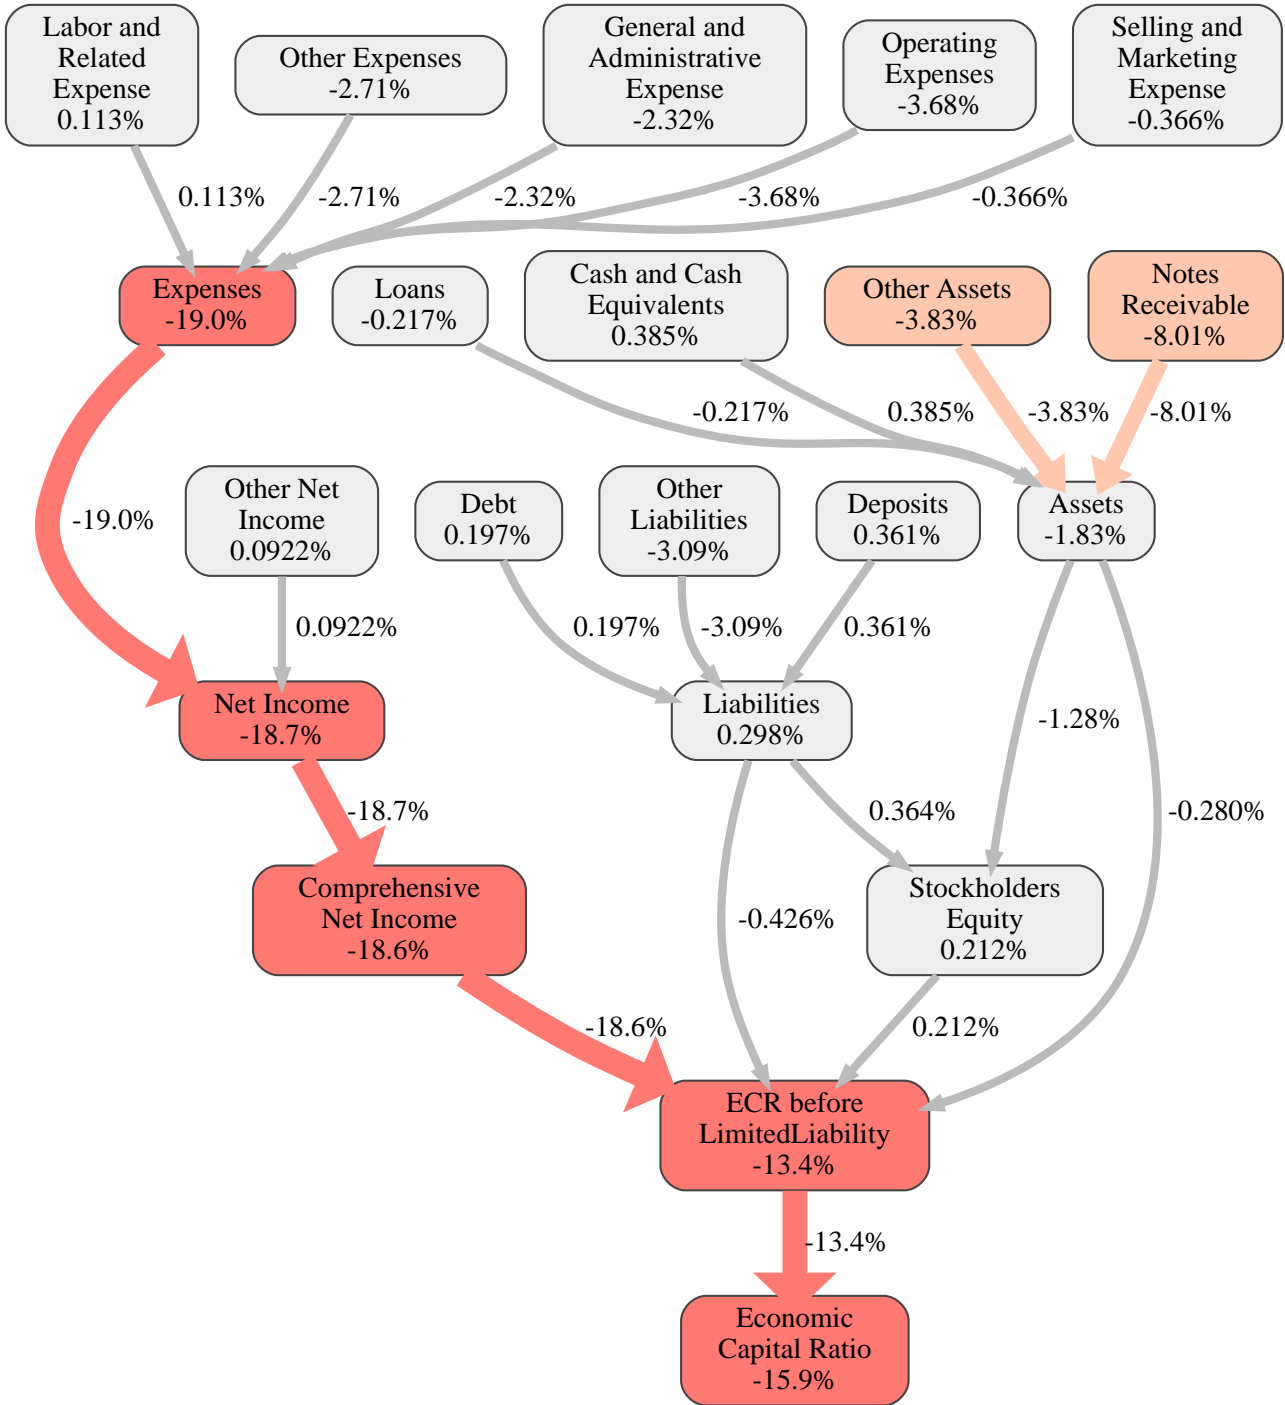 Labor and
Related
Expense
0.113%
Other Expenses
-2.71%
General and
Administrative
Expense
-2.32%
Operating
Expenses
-3.68%
Selling and
Marketing
Expense
-0.366%
0.113%
-2.71%
-2.32%
-3.68%
-0.366%
Expenses
-19.0%
Loans
-0.217%
Cash and Cash
Equivalents
0.385%
Other Assets
-3.83%
Notes
Receivable
-8.01%
-0.217%
0.385%
-3.83%
-8.01%
-19.0%
Other Net
Income
0.0922%
Debt
0.197%
Other
Liabilities
-3.09%
Deposits
0.361%
Assets
-1.83%
0.0922%
0.197%
-3.09%
0.361%
Net Income
-18.7%
Liabilities
0.298%
-1.28%
-18.7%
0.364%
-0.280%
Comprehensive
Net Income
-18.6%
-0.426%
Stockholders
Equity
0.212%
-18.6%
0.212%
ECR before
LimitedLiability
-13.4%
-13.4%
Economic
Capital Ratio
-15.9%